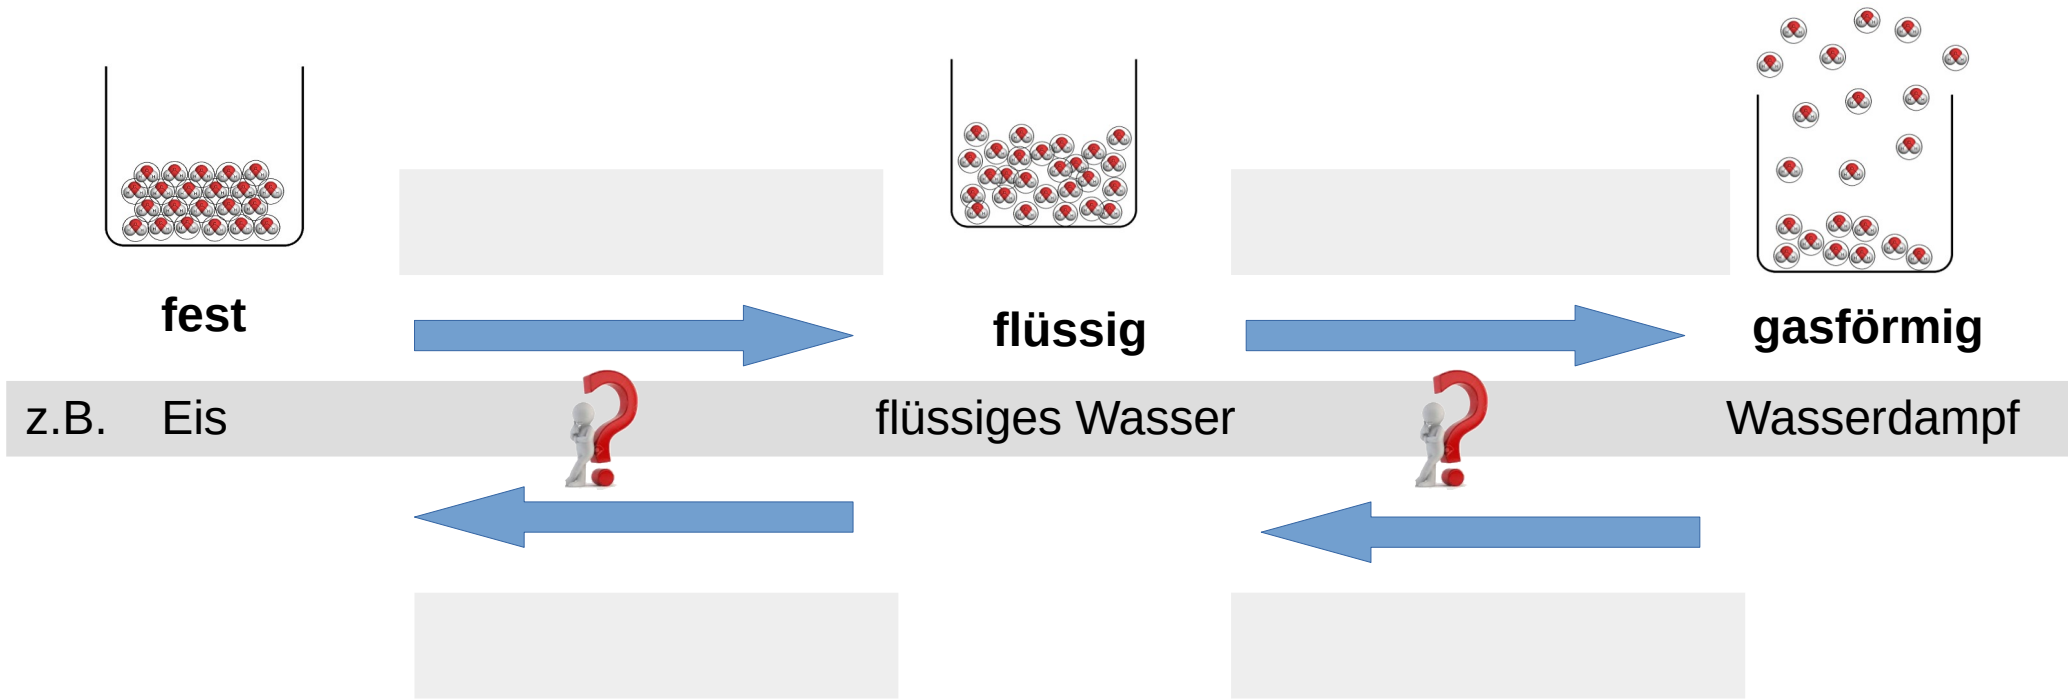 fest
flüssig
gasförmig
z.B. Eis
flüssiges Wasser
Wasserdampf